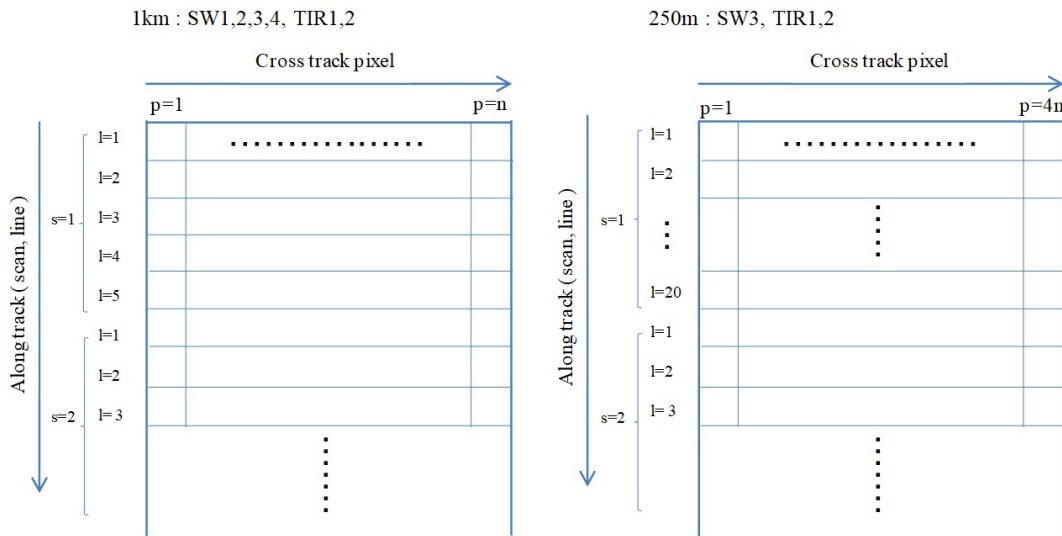 1km : SW1,2,3,4, TIR1,2
Cross track pixel
p=1
p=n
Along track ( scan, line )
s=1
l=1
l=2
l=3
l=4
l=5
s=2
l=1
l=2
l= 3
250m : SW3, TIR1,2
Cross track pixel
p=1
p=4n
Along track ( scan, line )
s=1
l=1
l=2
l=20
s=2
l=1
l=2
l= 3